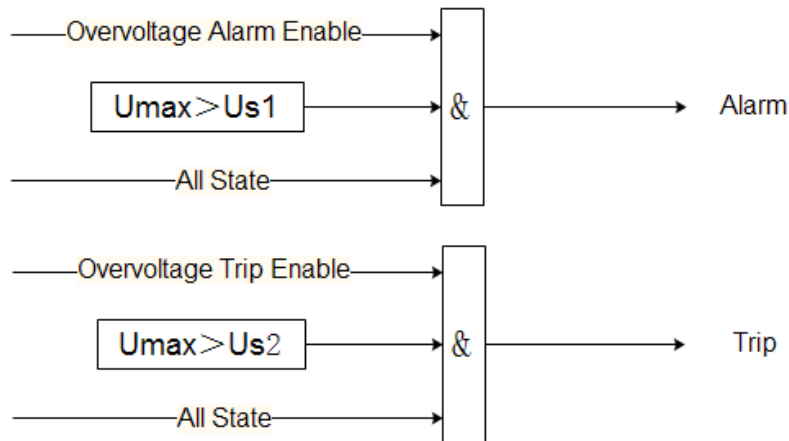 Overvoltage Alarm Enable
Umax＞Us1
&
Alarm
All State
Overvoltage Trip Enable
Umax＞Us2
&
Trip
All State